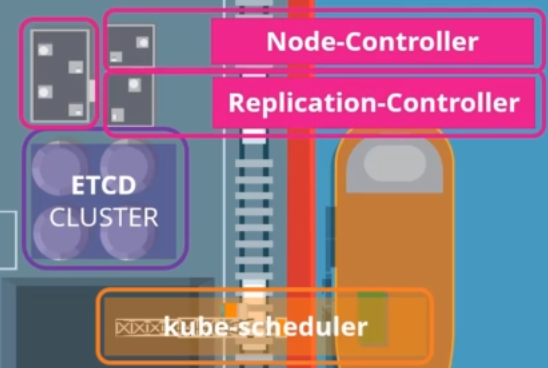 Node-Controller
Replication-Controller
ETCD
CLUSTER
kube-scheduler